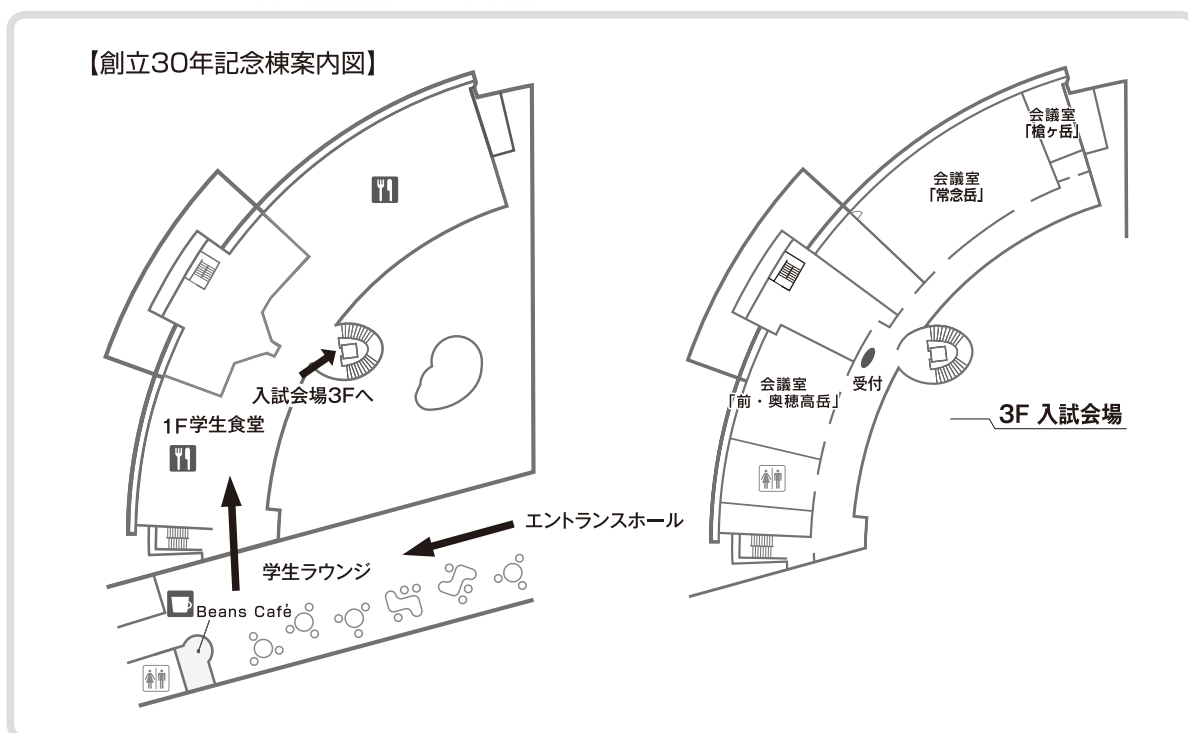 【創立30年記念棟案内図】
入試会場3Fへ
1F学生食堂
エントランスホール
学生ラウンジ
Beans Café
会議室
「槍ヶ岳」
会議室
「常念岳」
受付
会議室
「前・奥穂高岳」
3F 入試会場